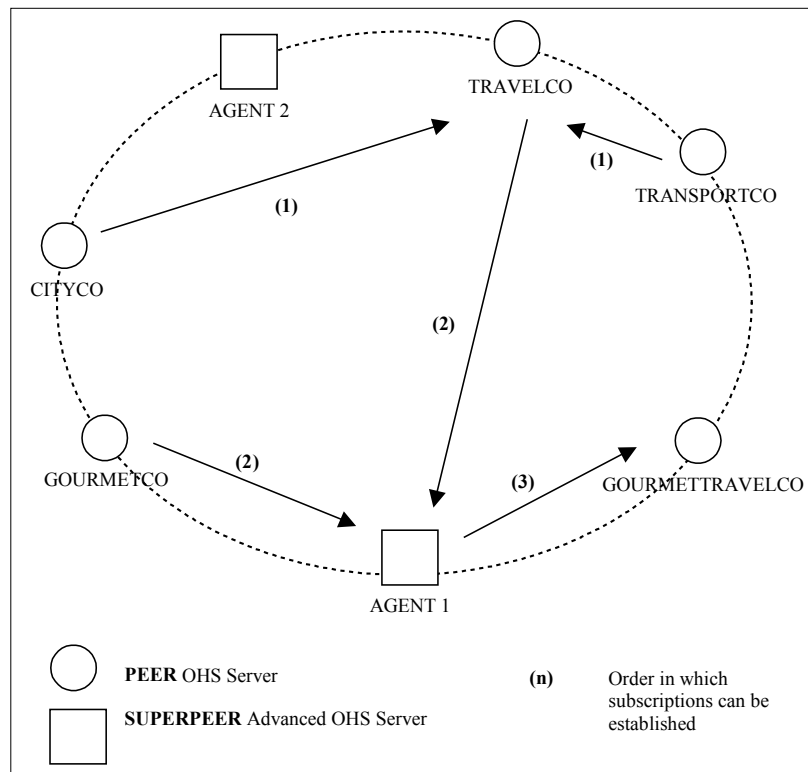 TRAVELCO
AGENT 2
(1)
TRANSPORTCO
(1)
CITYCO
(2)
GOURMETCO
(2)
(3)
GOURMETTRAVELCO
AGENT 1
PEER OHS Server
SUPERPEER Advanced OHS Server
(n)
Order in which
subscriptions can be
established